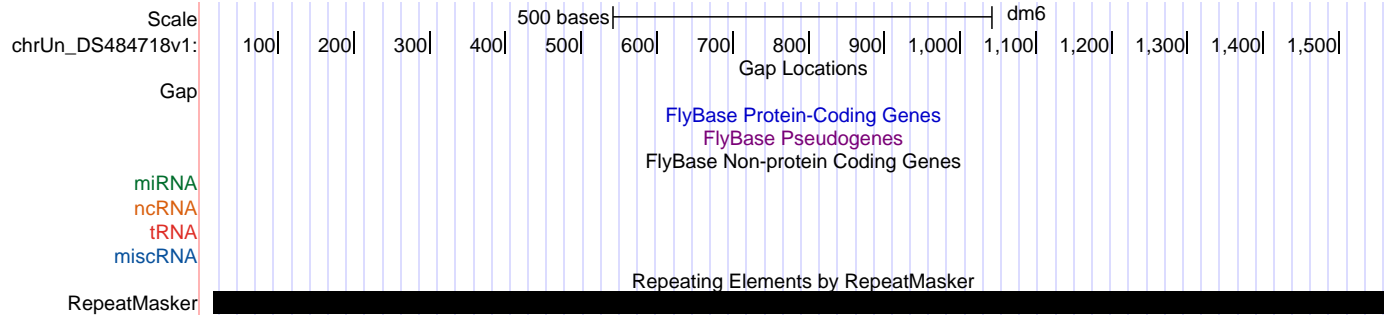 Scale 500 bases dm6
chrUn_DS484718v1: 100 200 300 400 500 600 700 800 900 1,000 1,100 1,200 1,300 1,400 1,500
Gap Locations
Gap
FlyBase Protein-Coding Genes
FlyBase Pseudogenes
FlyBase Non-protein Coding Genes
miRNA
ncRNA
tRNA
miscRNA
Repeating Elements by RepeatMasker
RepeatMasker